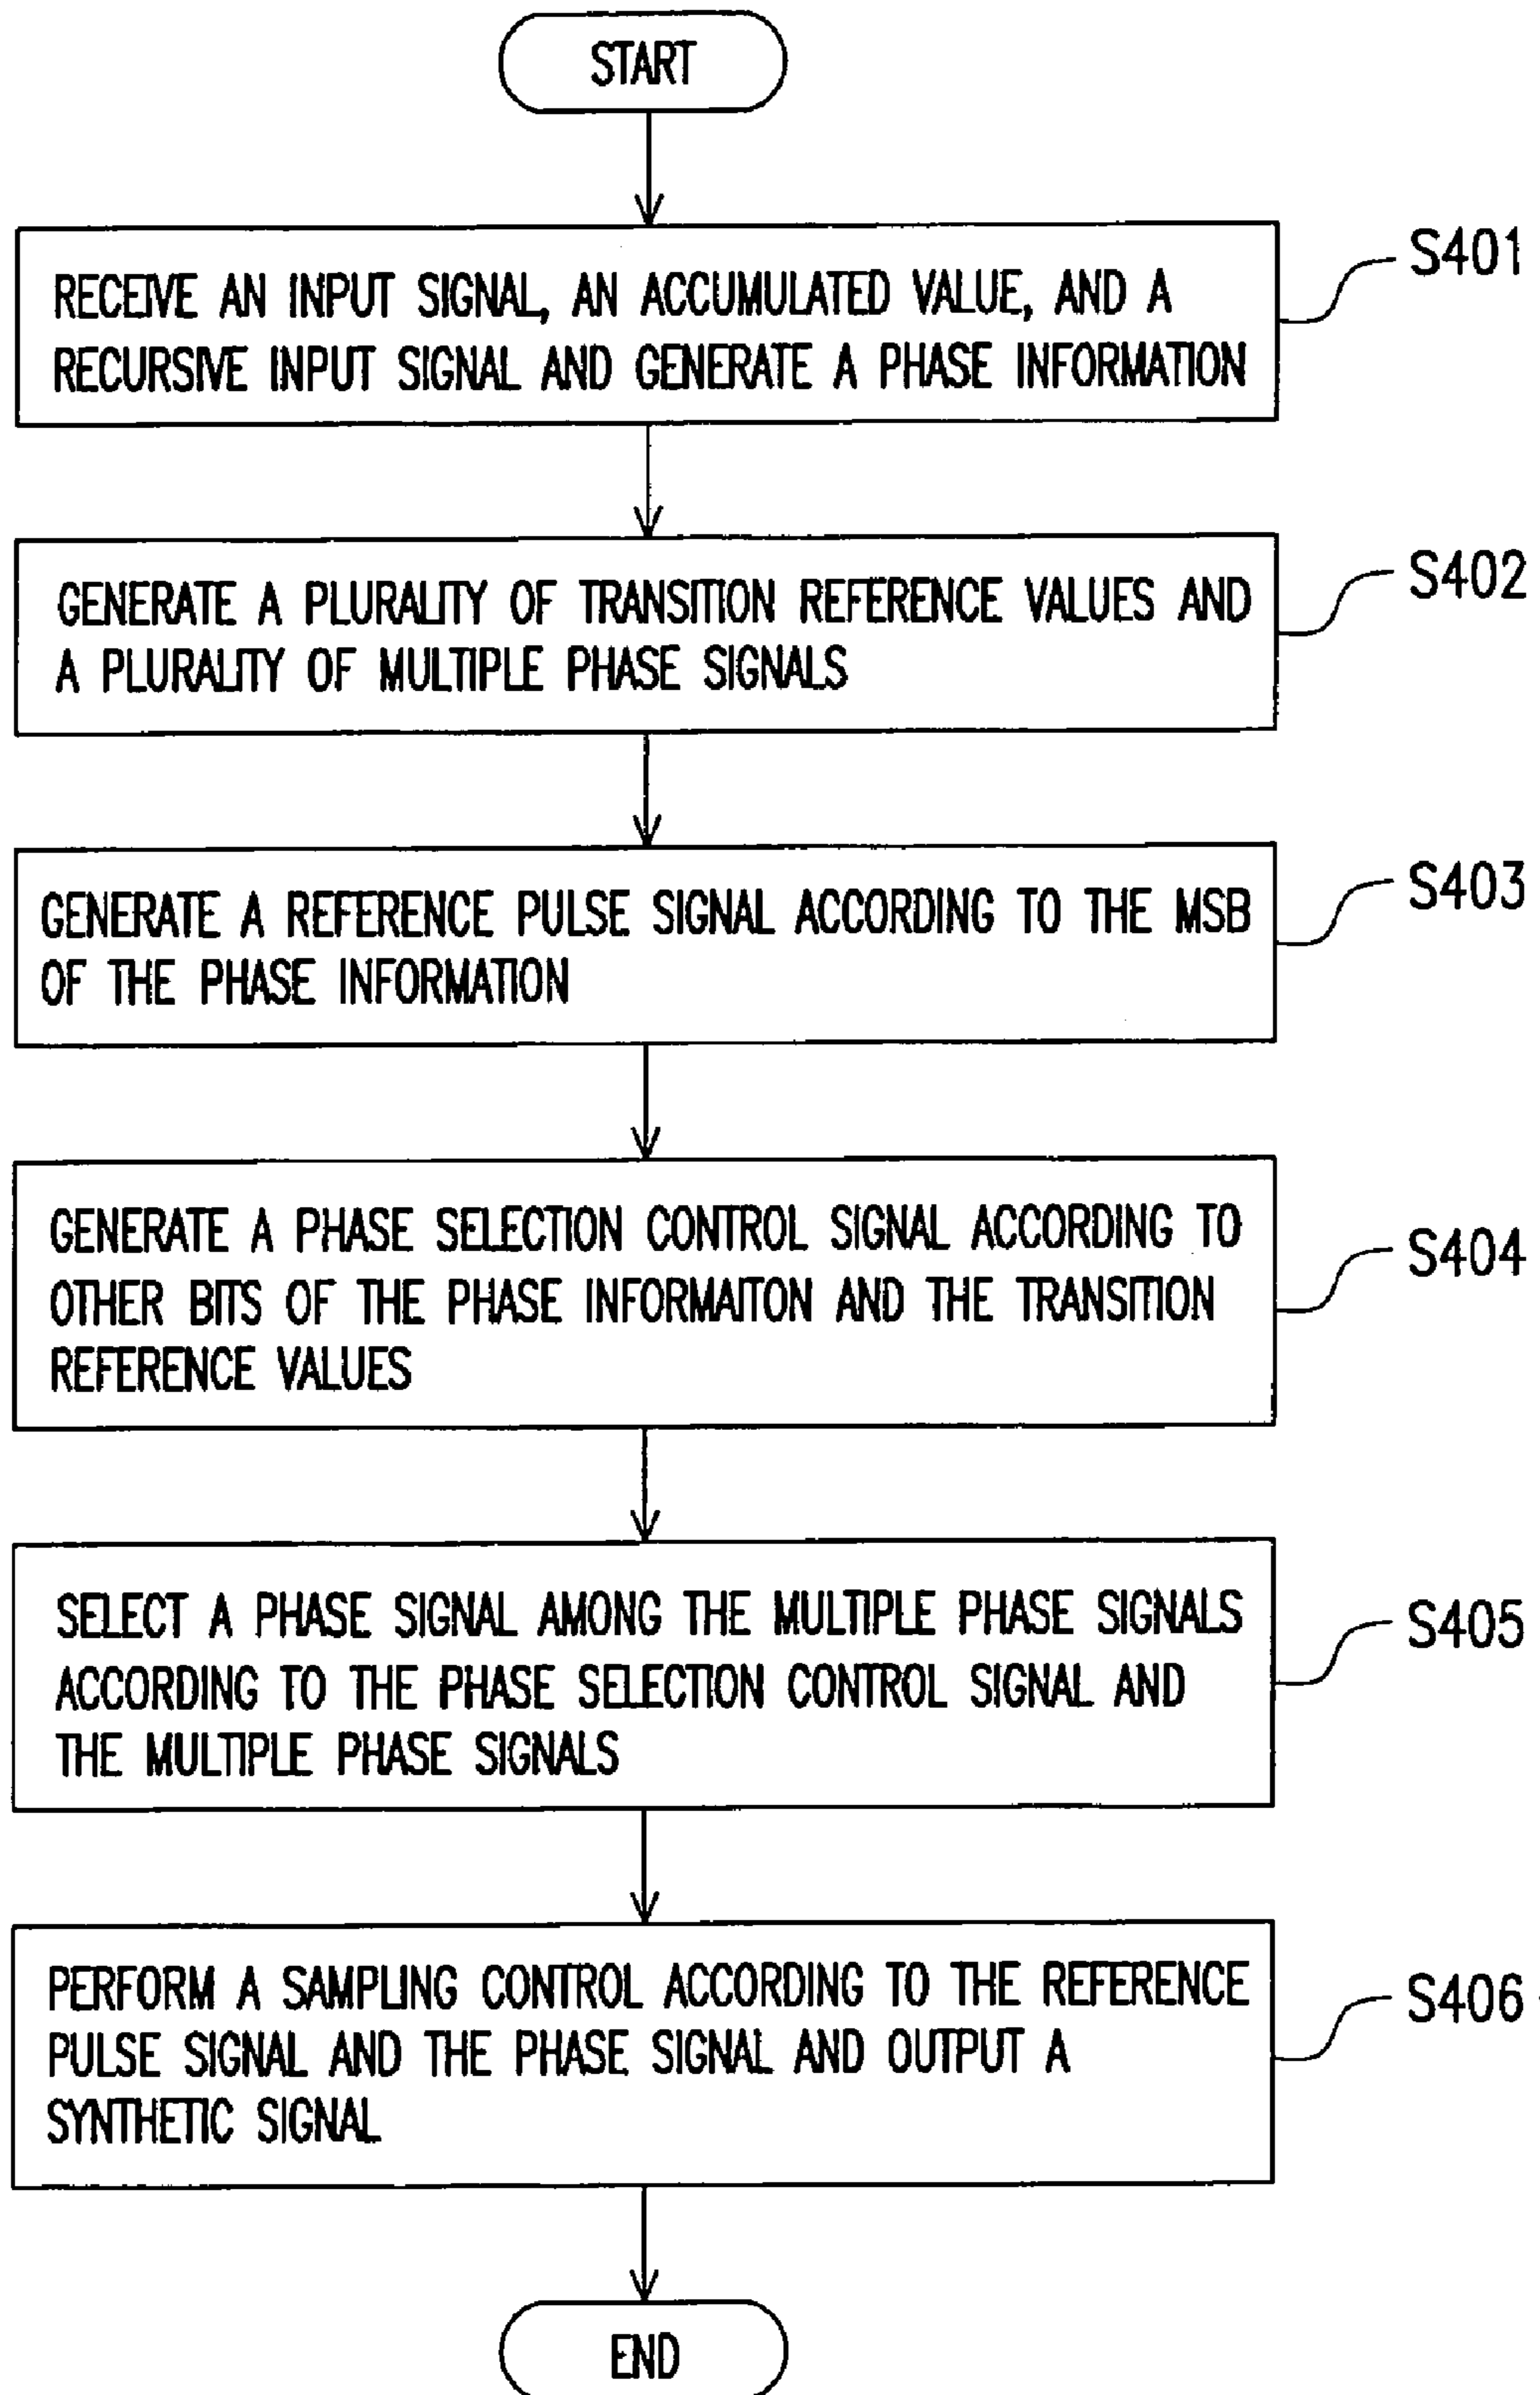 START
RECEIVE AN INPUT SIGNAL, AN ACCUMULATED VALUE, AND A
RECURSIVE INPUT SIGNAL AND GENERATE A PHASE INFORMATION
S401
GENERATE A PLURALITY OF TRANSITION REFERENCE VALUES AND
A PLURALITY OF MULTIPLE PHASE SIGNALS
S402
GENERATE A REFERENCE PULSE SIGNAL ACCORDING TO THE MSB
OF THE PHASE INFORMATION
S403
GENERATE A PHASE SELECTION CONTROL SIGNAL ACCORDING TO
OTHER BITS OF THE PHASE INFORMAITON AND THE TRANSITION
REFERENCE VALUES
S404
SELECT A PHASE SIGNAL AMONG THE MULTIPLE PHASE SIGNALS
ACCORDING TO THE PHASE SELECTION CONTROL SIGNAL AND
THE MULTIPLE PHASE SIGNALS
S405
PERFORM A SAMPLING CONTROL ACCORDING TO THE REFERENCE
PULSE SIGNAL AND THE PHASE SIGNAL AND OUTPUT A
SYNTHETIC SIGNAL
S406
END